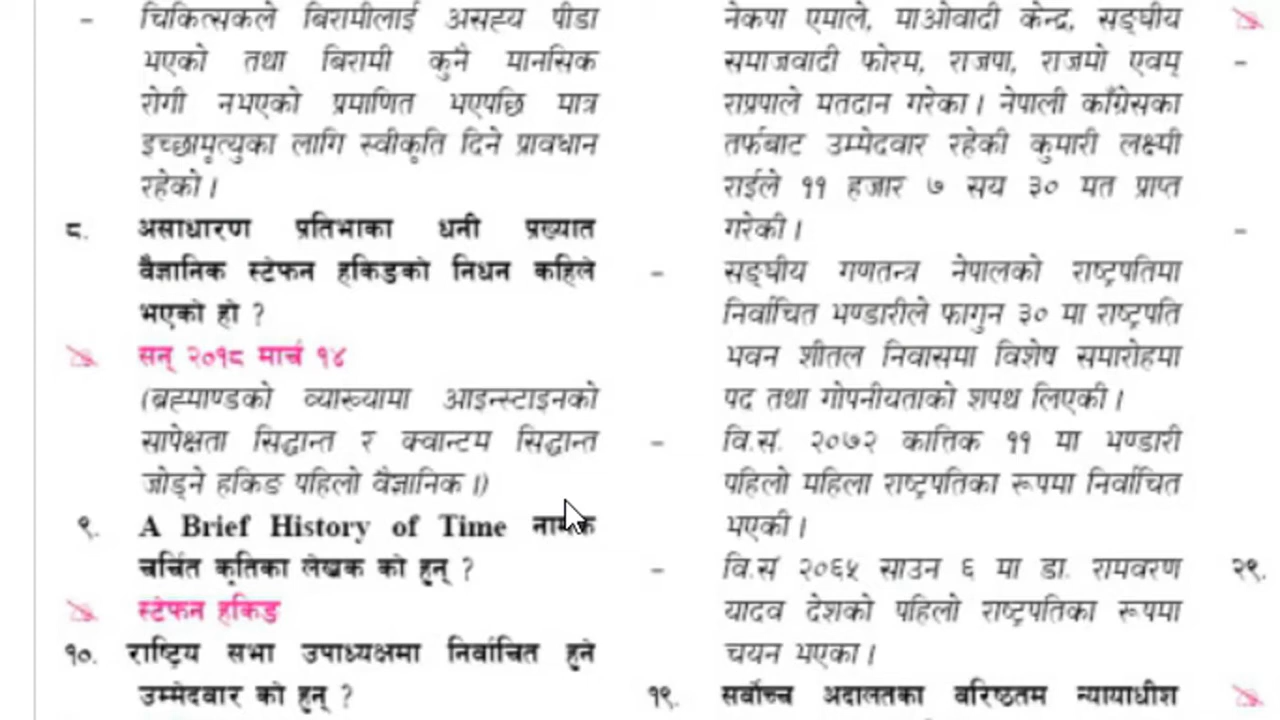 - चिकित्सकले बिरामीलाई असह्य पीडा
भएको तथा बिरामी कुनै मानसिक
रोगी नभएको प्रमाणित भएपछि मात्र
इच्छामृत्युका लागि स्वीकृति दिने प्रावधान
रहेको ।
८. असाधारण प्रतिभाका धनी प्रख्यात
वैज्ञानिक स्टेफन हकिङको निधन कहिले
भएको हो ?
सन् २०१८ मार्च १४
(ब्रह्माण्डको व्याख्यामा आइन्स्टाइनको
सापेक्षता सिद्धान्त र क्वान्टम सिद्धान्त
जोड्ने हकिङ पहिलो वैज्ञानिक ।)
९. A Brief History of Time नामक
चर्चित कृतिका लेखक को हुन् ?
स्टेफन हकिङ
१०. राष्ट्रिय सभा उपाध्यक्षमा निर्वाचित हुने
उम्मेदवार को हुन् ?
नेकपा एमाले, माओवादी केन्द्र, सङ्घीय
समाजवादी फोरम, राजपा, राजमो एवम्
राप्रपाले मतदान गरेका । नेपाली काँग्रेसका
तर्फबाट उम्मेदवार रहेकी कुमारी लक्ष्मी
राईले ११ हजार ७ सय ३० मत प्राप्त
गरेकी ।
- सङ्घीय गणतन्त्र नेपालको राष्ट्रपतिमा
निर्वाचित भण्डारीले फागुन ३० मा राष्ट्रपति
भवन शीतल निवासमा विशेष समारोहमा
पद तथा गोपनीयताको शपथ लिएकी ।
- वि.सं. २०७२ कात्तिक ११ मा भण्डारी
पहिलो महिला राष्ट्रपतिका रूपमा निर्वाचित
भएकी ।
- वि.सं २०६५ साउन ६ मा डा. रामवरण
यादव देशको पहिलो राष्ट्रपतिका रूपमा
चयन भएका ।
१९. सर्वोच्च अदालतका वरिष्ठतम न्यायाधीश
-
-
२९.